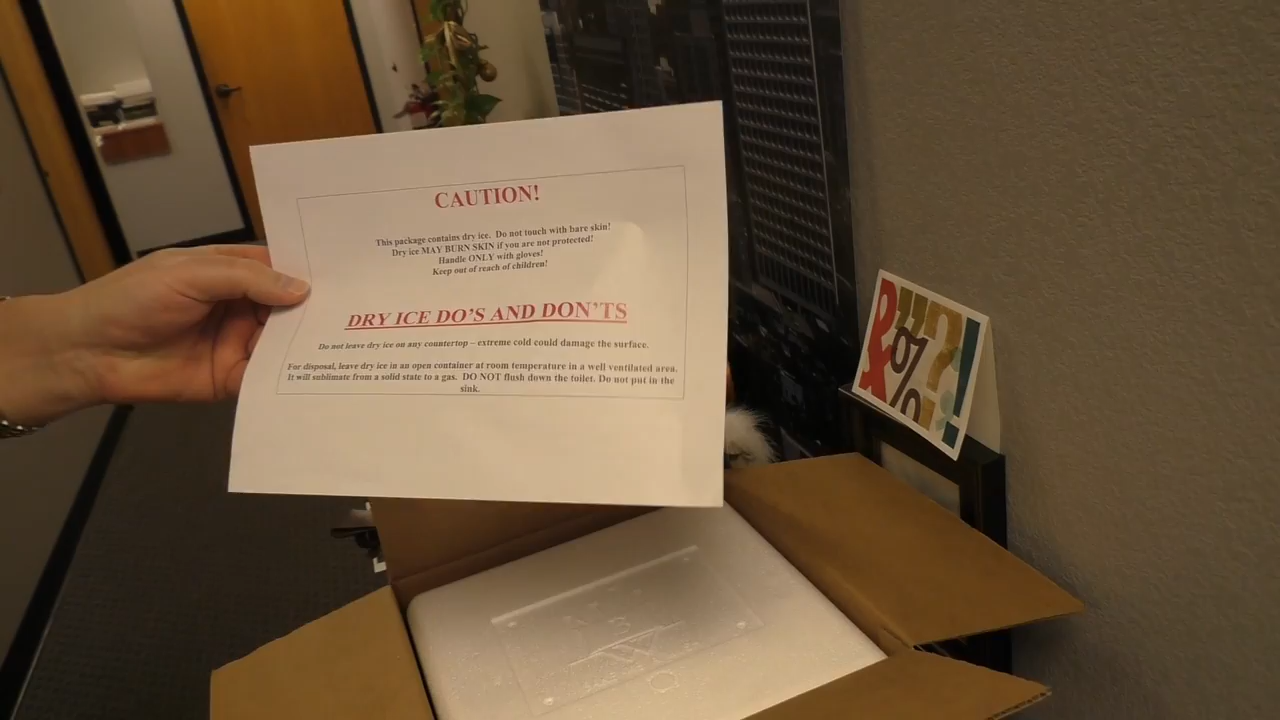 CAUTION!
This package contains dry ice. Do not touch with bare skin!
Dry ice MAY BURN SKIN if you are not protected!
Handle ONLY with gloves!
Keep out of reach of children!
DRY ICE DO'S AND DON'TS
Do not leave dry ice on any countertop – extreme cold could damage the surface.
For disposal, leave dry ice in an open container at room temperature in a well ventilated area.
It will sublimate from a solid state to a gas. DO NOT flush down the toilet. Do not put in the
sink.